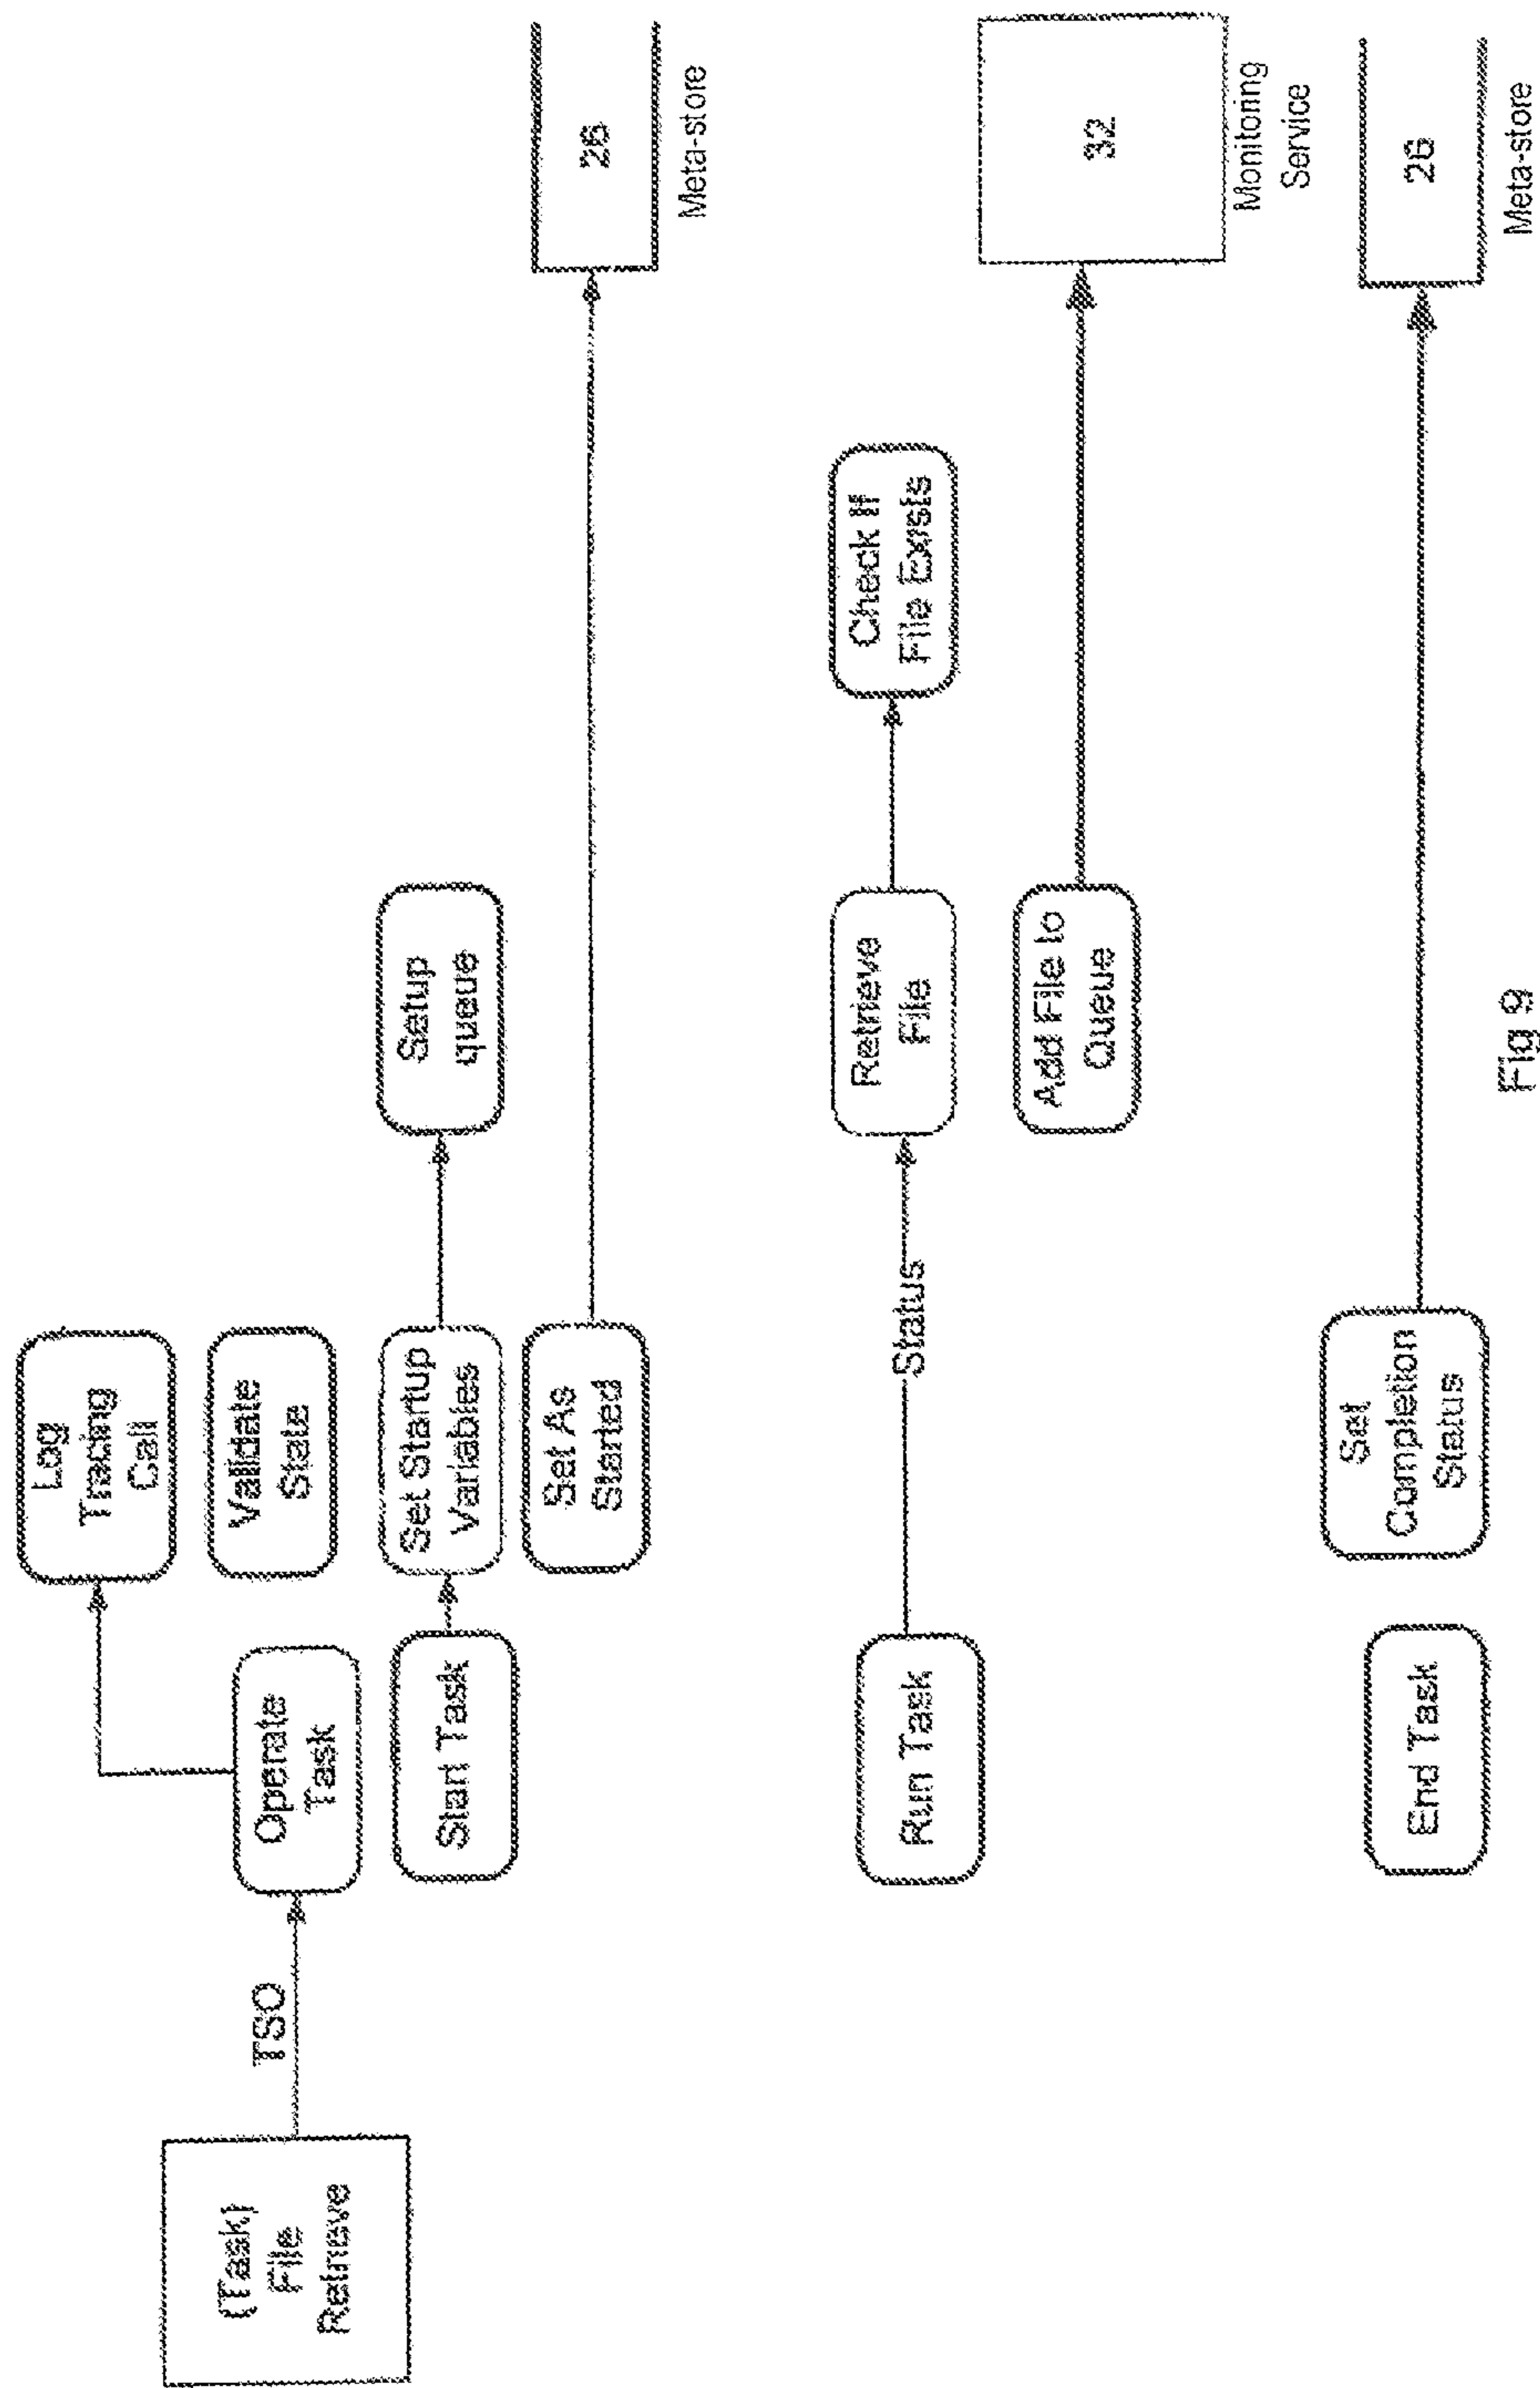 (Task)
File
Retrieve
TSO
Operate
Task
Log
Tracing
Call
Validate
State
Start Task
Set Startup
Variables
Setup
queue
Set As
Started
26
Meta-store
Run Task
Status
Retrieve
File
Check If
File Exists
Add File to
Queue
32
Monitoring
Service
End Task
Set
Completion
Status
26
Meta-store
Fig 9